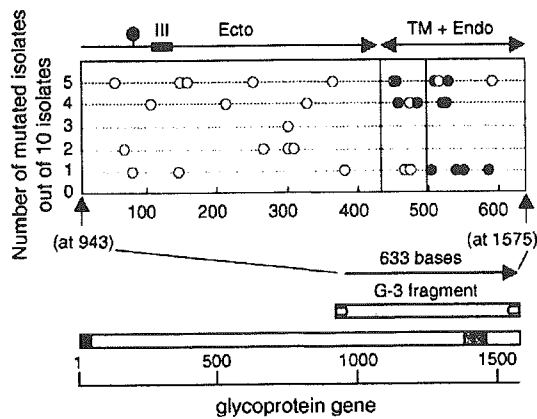 III Ecto TM + Endo
Number of mutated isolates
out of 10 isolates
5
4
3
2
1
0
100 200 300 400 500 600
(at 943) (at 1575)
633 bases
G-3 fragment
1 500 1000 1500
glycoprotein gene